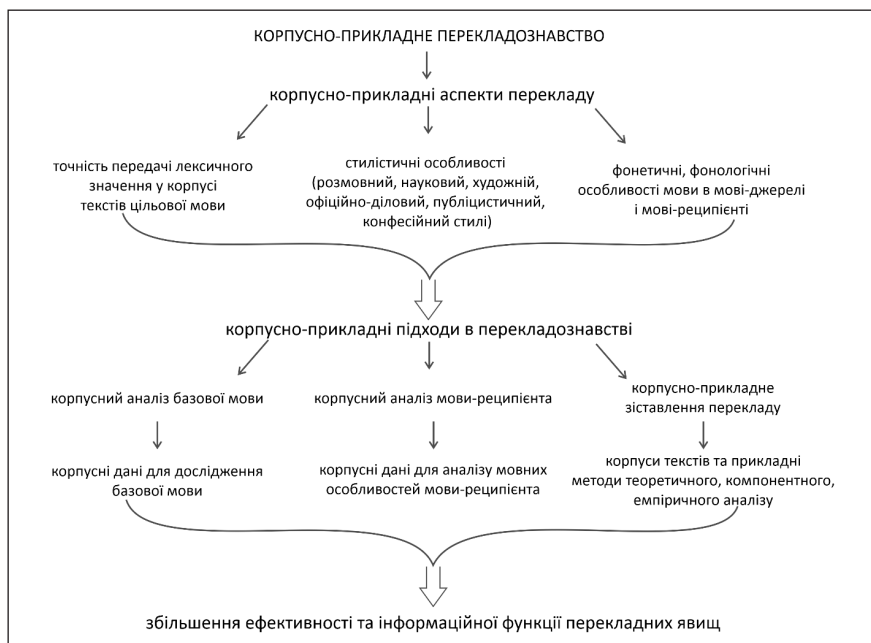 КОРПУСНО-ПРИКЛАДНЕ ПЕРЕКЛАДОЗНАВСТВО
корпусно-прикладні аспекти перекладу
точність передачі лексичного
значення у корпусі
текстів цільової мови
стилістичні особливості
(розмовний, науковий, художній,
офіційно-діловий, публіцистичний,
конфесійний стилі)
фонетичні, фонологічні
особливості мови в мові-джерелі
і мові-реципієнті
корпусно-прикладні підходи в перекладознавстві
корпусний аналіз базової мови
корпусний аналіз мови-реципієнта
корпусно-прикладне
зіставлення перекладу
корпусні дані для дослідження
базової мови
корпусні дані для аналізу мовних
особливостей мови-реципієнта
корпуси текстів та прикладні
методи теоретичного, компонентного,
емпіричного аналізу
збільшення ефективності та інформаційної функції перекладних явищ